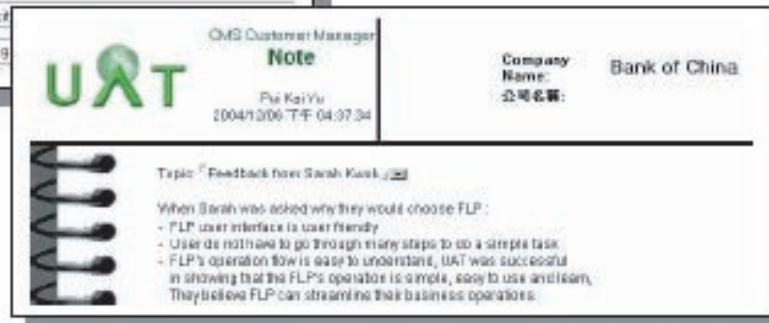 CMS Customer Manager
Note
UAT
Pui Kai Yu
2004/12/06 下午 04:37:34
Company
Name:
公司名稱:
Bank of China
Topic: Feedback from Sarah Kwok
When Sarah was asked why they would choose FLP :
- FLP user interface is user friendly
- User do not have to go through many steps to do a simple task
- FLP's operation flow is easy to understand, UAT was successful
in showing that the FLP's operation is simple, easy to use and learn,
They believe FLP can streamline their business operations